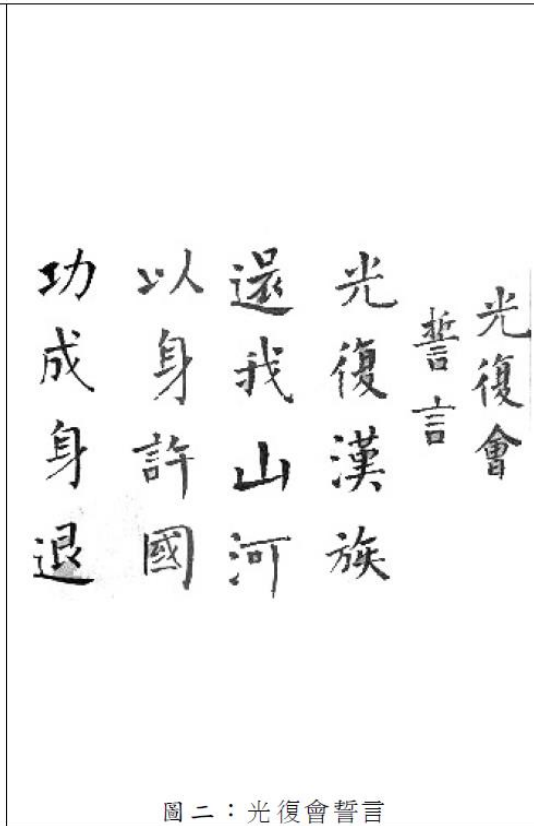 光復會
誓言
光復漢族
還我山河
以身許國
功成身退
圖二：光復會誓言